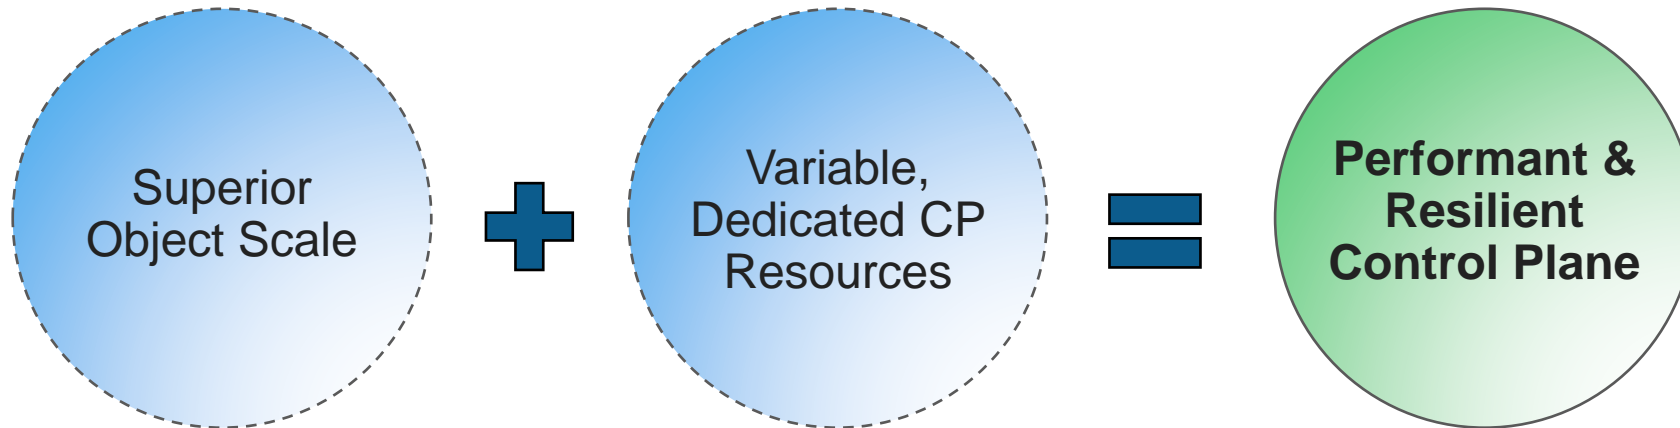 Superior
Object Scale
Variable,
Dedicated CP
Resources
Performant &
Resilient
Control Plane